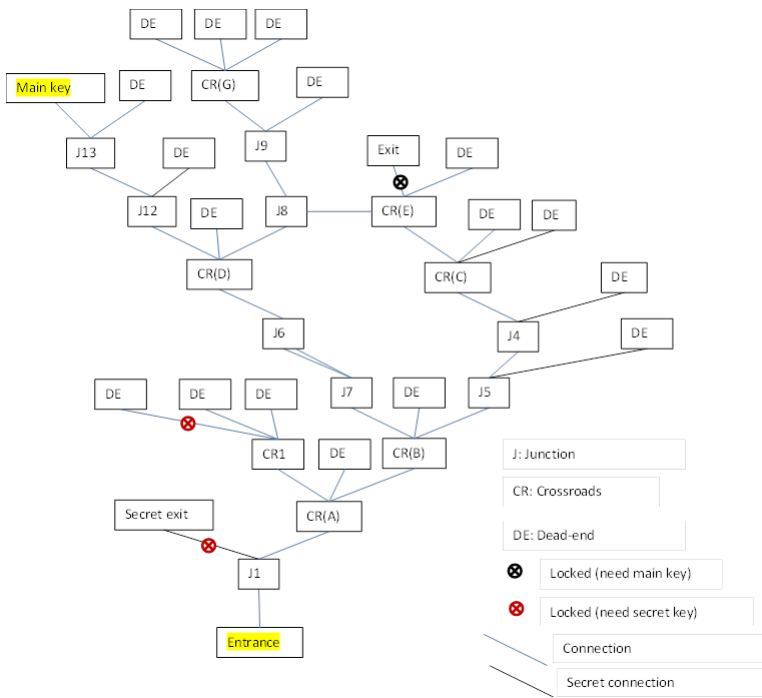 DE
DE
DE
Main key
DE
CR(G)
DE
J13
DE
J9
Exit
DE
J12
DE
J8
CR(E)
DE
DE
CR(D)
CR(C)
DE
J6
J4
DE
DE
DE
DE
J7
DE
J5
CR1
DE
CR(B)
J: Junction
CR: Crossroads
Secret exit
CR(A)
DE: Dead-end
J1
Locked (need main key)
Locked (need secret key)
Entrance
Connection
Secret connection